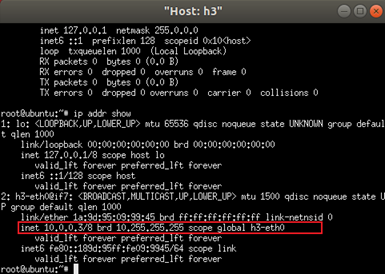 "Host: h3"
inet 127.0.0.1 netmask 255.0.0.0
inet6 ::1 prefixlen 128 scopeid 0x10<host>
loop txqueuelen 1000 (Local Loopback)
RX packets 0 bytes 0 (0.0 B)
RX errors 0 dropped 0 overruns 0 frame 0
TX packets 0 bytes 0 (0.0 B)
TX errors 0 dropped 0 overruns 0 carrier 0 collisions 0
root@ubuntu:~# ip addr show
1: lo: <LOOPBACK,UP,LOWER_UP> mtu 65536 qdisc noqueue state UNKNOWN group defaul
t qlen 1000
link/loopback 00:00:00:00:00:00 brd 00:00:00:00:00:00
inet 127.0.0.1/8 scope host lo
valid_lft forever preferred_lft forever
inet6 ::1/128 scope host
valid_lft forever preferred_lft forever
2: h3-eth0@if7: <BROADCAST,MULTICAST,UP,LOWER_UP> mtu 1500 qdisc noqueue state U
P group default qlen 1000
link/ether 1a:9d:95:09:99:45 brd ff:ff:ff:ff:ff:ff link-netnsid 0
inet 10.0.0.3/8 brd 10.255.255.255 scope global h3-eth0
valid_lft forever preferred_lft forever
inet6 fe80::189d:95ff:fe09:9945/64 scope link
valid_lft forever preferred_lft forever
root@ubuntu:~#